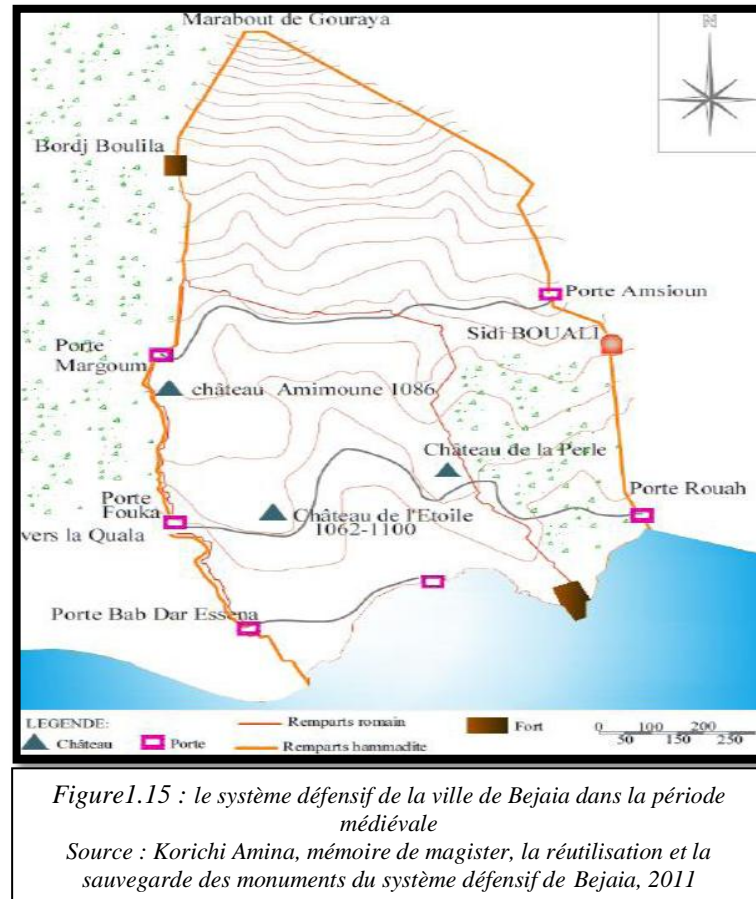 Marabout de Gouraya
N
Bordj Boulila
Porte Amsioun
Sidi BOUALI
Porte
Margoum
château Amimoune 1086
Château de la Perle
Porte Rouah
Porte
Fouka
Château de l'Etoile
1062-1100
vers la Quala
Porte Bab Dar Essena
LEGENDE:
Château
Porte
Remparts romain
Remparts hammadite
Fort
0 100 200
50 150 250
Figure1.15 : le système défensif de la ville de Bejaia dans la période
médiévale
Source : Korichi Amina, mémoire de magister, la réutilisation et la
sauvegarde des monuments du système défensif de Bejaia, 2011